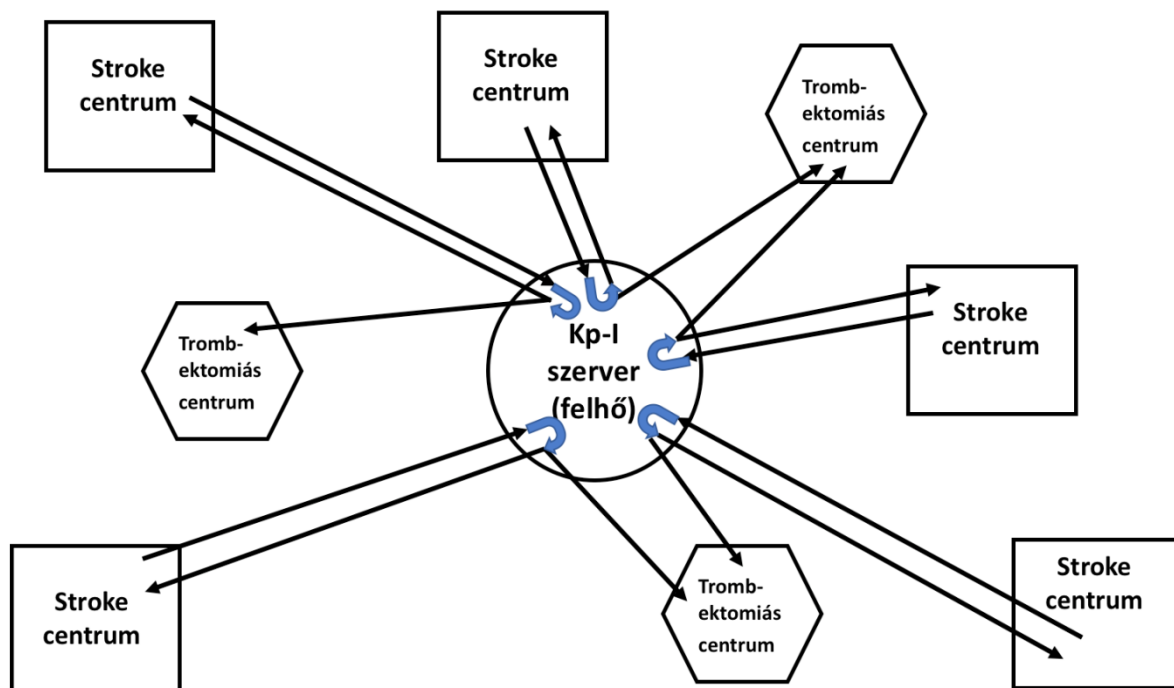 Stroke
centrum
Stroke
centrum
Tromb-
ektomiás
centrum
Tromb-
ektomiás
centrum
Kp-I
szerver
(felhő)
Stroke
centrum
Stroke
centrum
Tromb-
ektomiás
centrum
Stroke
centrum